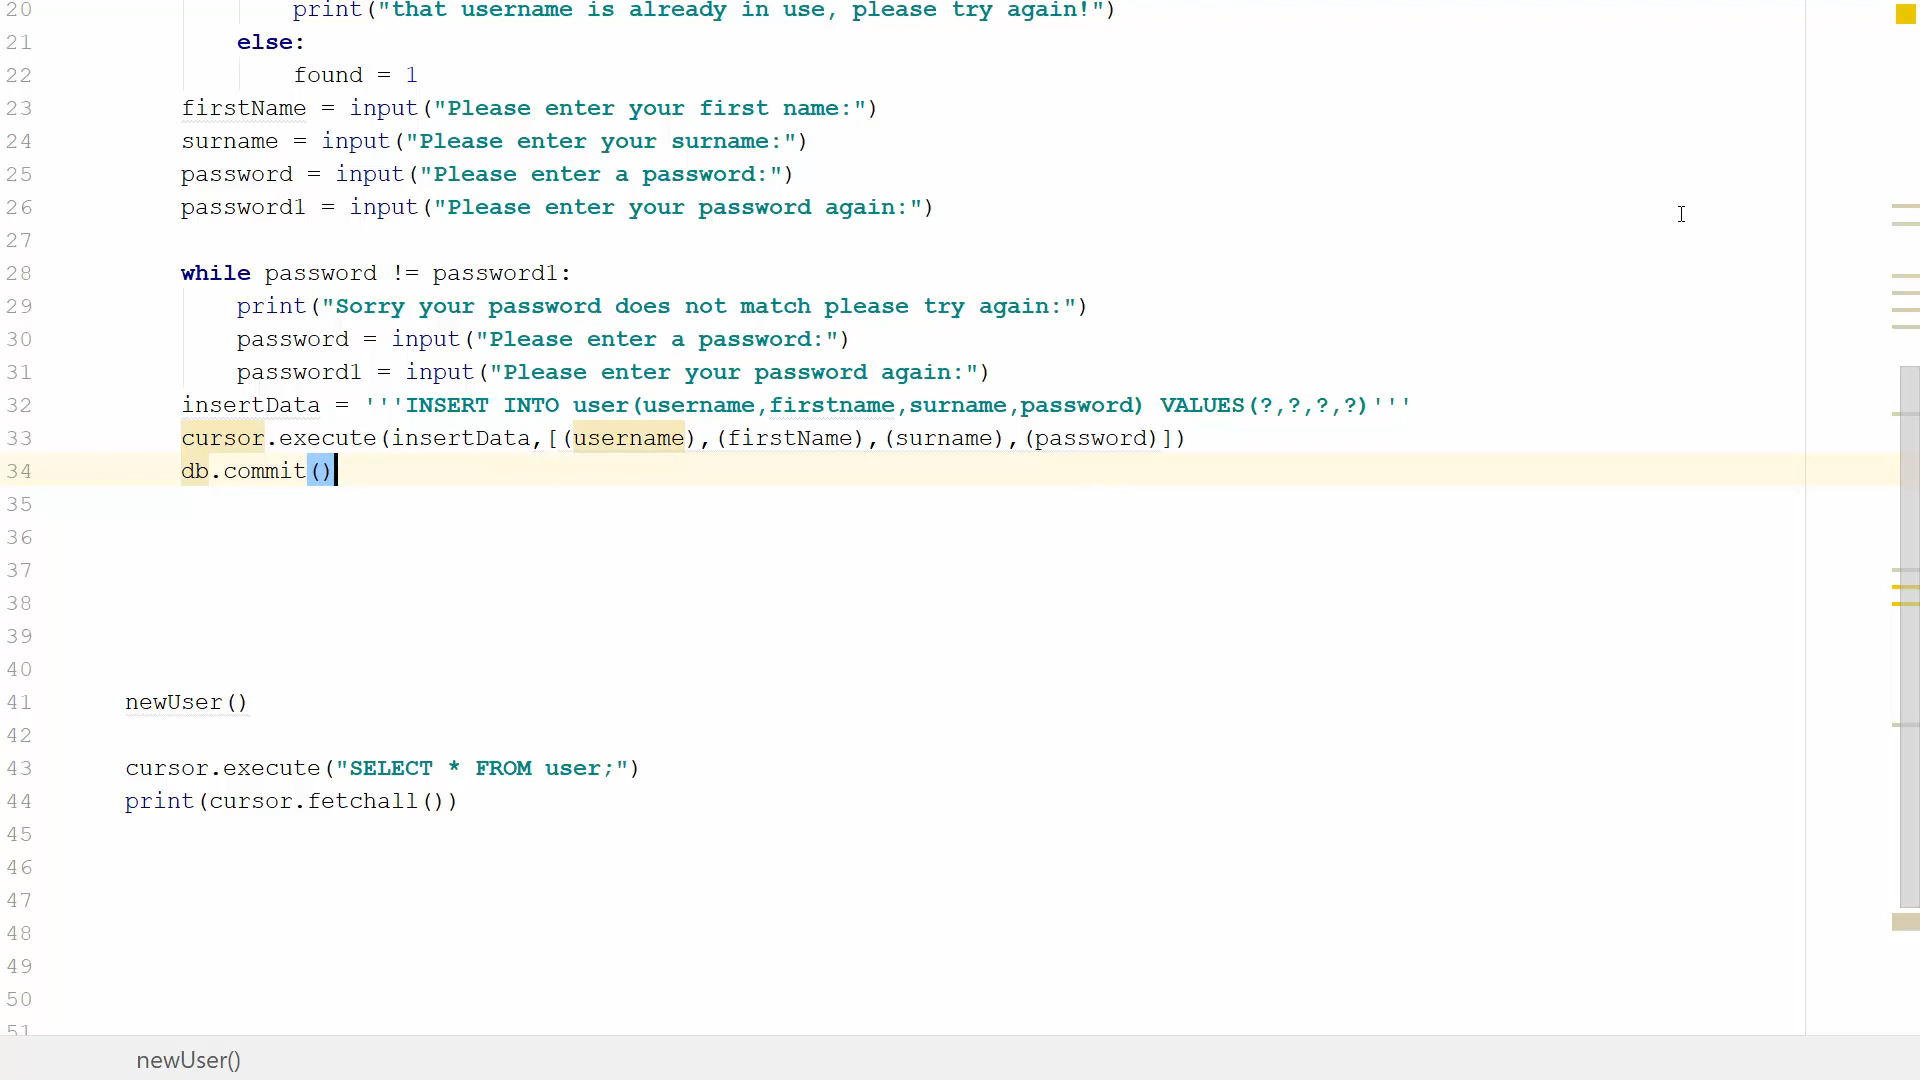 20 print("that username is already in use, please try again!")
21 else:
22 found = 1
23 firstName = input("Please enter your first name:")
24 surname = input("Please enter your surname:")
25 password = input("Please enter a password:")
26 password1 = input("Please enter your password again:")
27
28 while password != password1:
29 print("Sorry your password does not match please try again:")
30 password = input("Please enter a password:")
31 password1 = input("Please enter your password again:")
32 insertData = '''INSERT INTO user(username,firstname,surname,password) VALUES(?,?,?,?)'''
33 cursor.execute(insertData,[(username),(firstName),(surname),(password)])
34 db.commit()
35
36
37
38
39
40
41 newUser()
42
43 cursor.execute("SELECT * FROM user;")
44 print(cursor.fetchall())
45
46
47
48
49
50
51
newUser()